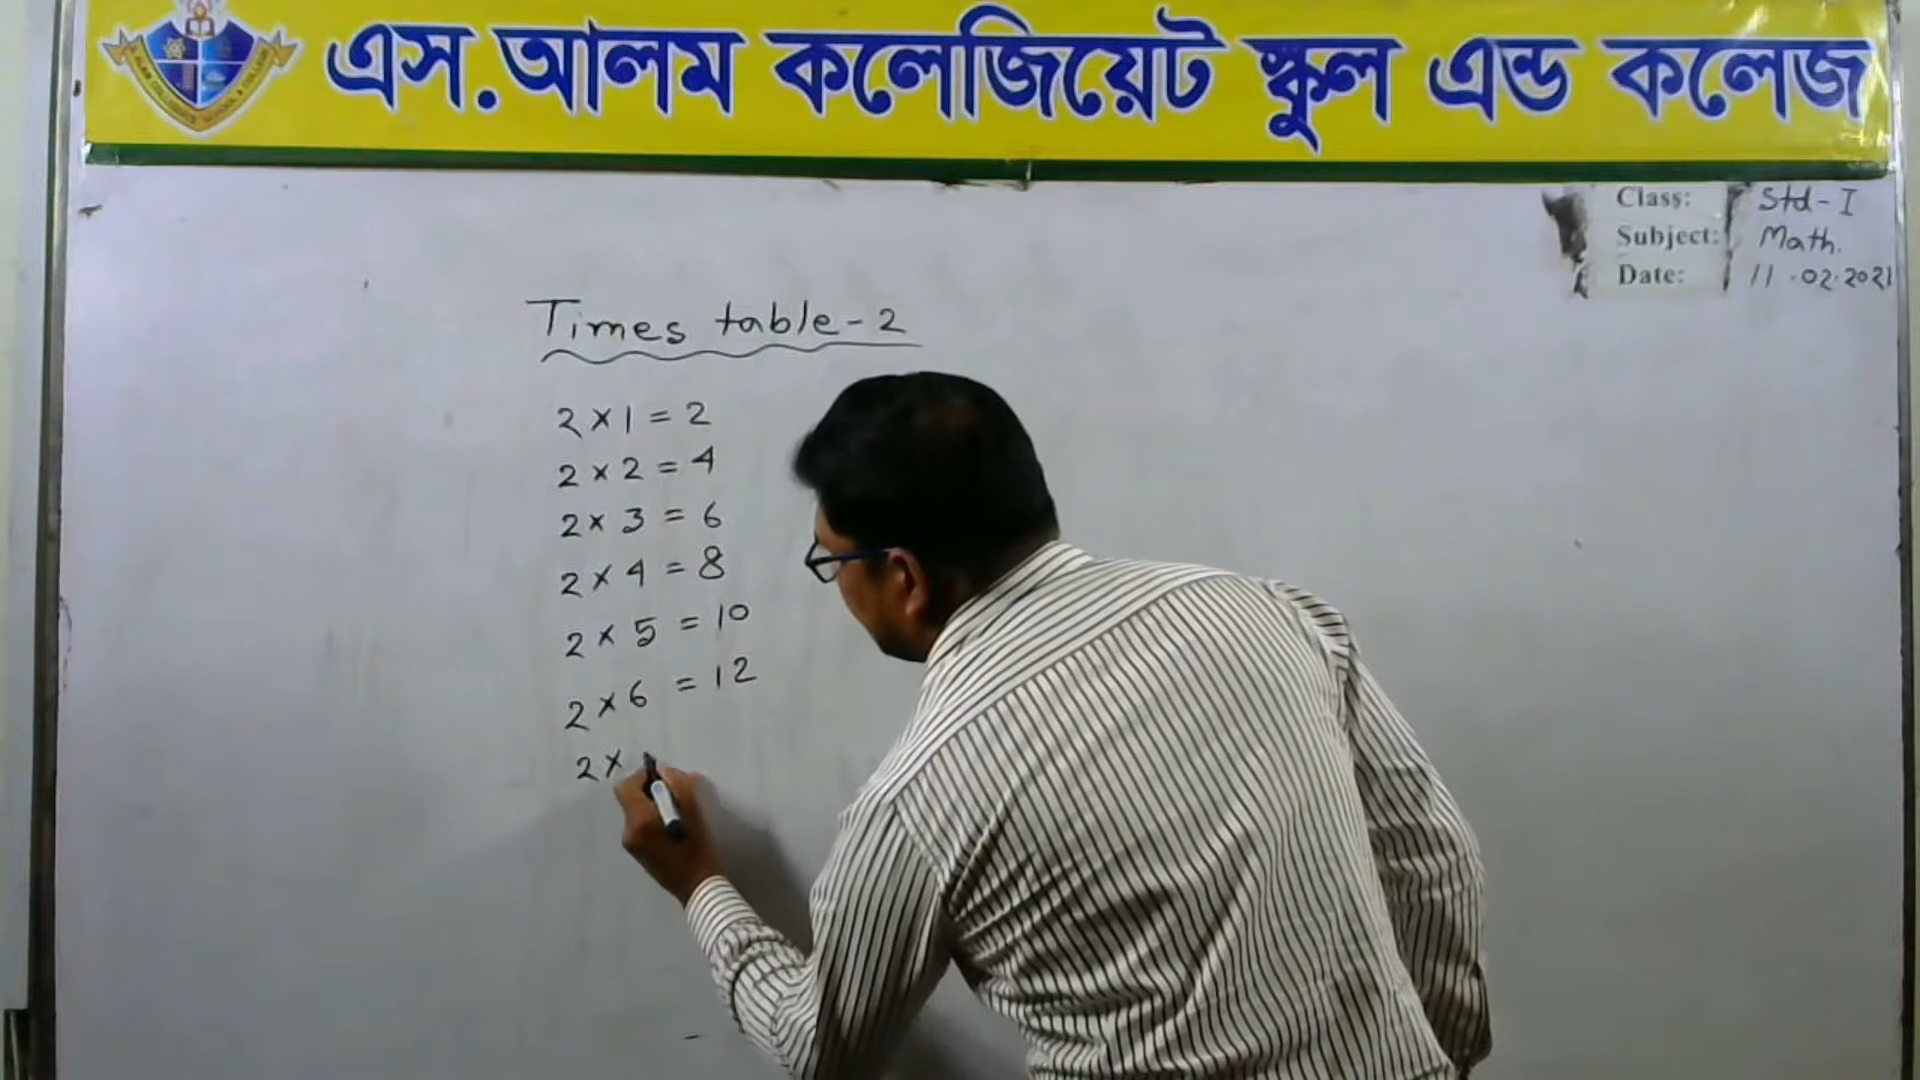 এস.আলম কলেজিয়েট স্কুল এন্ড কলেজ
Class: Std-I
Subject: Math.
Date: 11.02.2021
Times table-2
2 × 1 = 2
2 × 2 = 4
2 × 3 = 6
2 × 4 = 8
2 × 5 = 10
2 × 6 = 12
2 ×